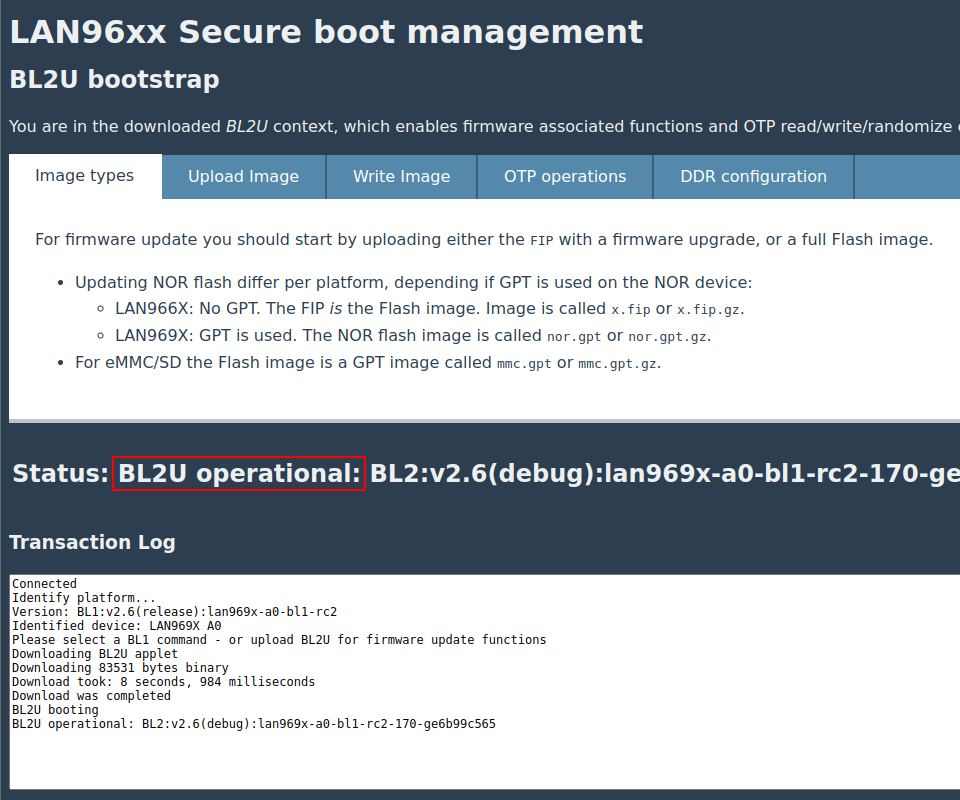 LAN96xx Secure boot management
BL2U bootstrap
You are in the downloaded BL2U context, which enables firmware associated functions and OTP read/write/randomize
Image types
Upload Image
Write Image
OTP operations
DDR configuration
For firmware update you should start by uploading either the FIP with a firmware upgrade, or a full Flash image.
• Updating NOR flash differ per platform, depending if GPT is used on the NOR device:
◦ LAN966X: No GPT. The FIP is the Flash image. Image is called x.fip or x.fip.gz.
◦ LAN969X: GPT is used. The NOR flash image is called nor.gpt or nor.gpt.gz.
• For eMMC/SD the Flash image is a GPT image called mmc.gpt or mmc.gpt.gz.
Status: BL2U operational: BL2:v2.6(debug):lan969x-a0-bl1-rc2-170-ge
Transaction Log
Connected
Identify platform...
Version: BL1:v2.6(release):lan969x-a0-bl1-rc2
Identified device: LAN969X A0
Please select a BL1 command - or upload BL2U for firmware update functions
Downloading BL2U applet
Downloading 83531 bytes binary
Download took: 8 seconds, 984 milliseconds
Download was completed
BL2U booting
BL2U operational: BL2:v2.6(debug):lan969x-a0-bl1-rc2-170-ge6b99c565